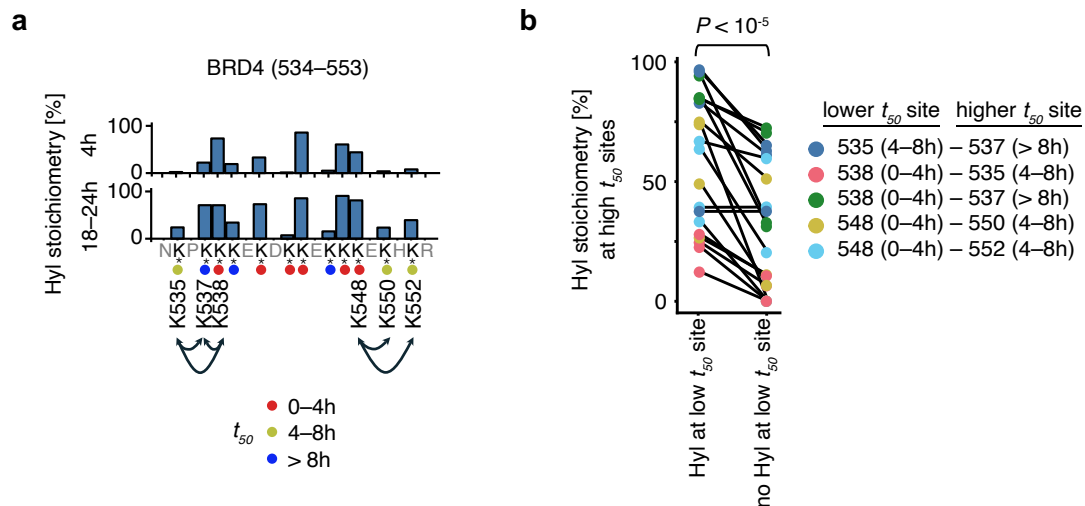 a
BRD4 (534–553)
Hyl stoichiometry [%]
4h
100
0
18–24h
100
0
NKPKKKEKDKKEKKKEKHKR
* * * * * * * * * * * *
K535 K537 K538 K548 K550 K552
t50
0–4h
4–8h
> 8h
b
P < 10-5
Hyl stoichiometry [%]
at high t50 sites
100
50
0
Hyl at low t50 site
no Hyl at low t50 site
lower t50 site higher t50 site
535 (4–8h) – 537 (> 8h)
538 (0–4h) – 535 (4–8h)
538 (0–4h) – 537 (> 8h)
548 (0–4h) – 550 (4–8h)
548 (0–4h) – 552 (4–8h)